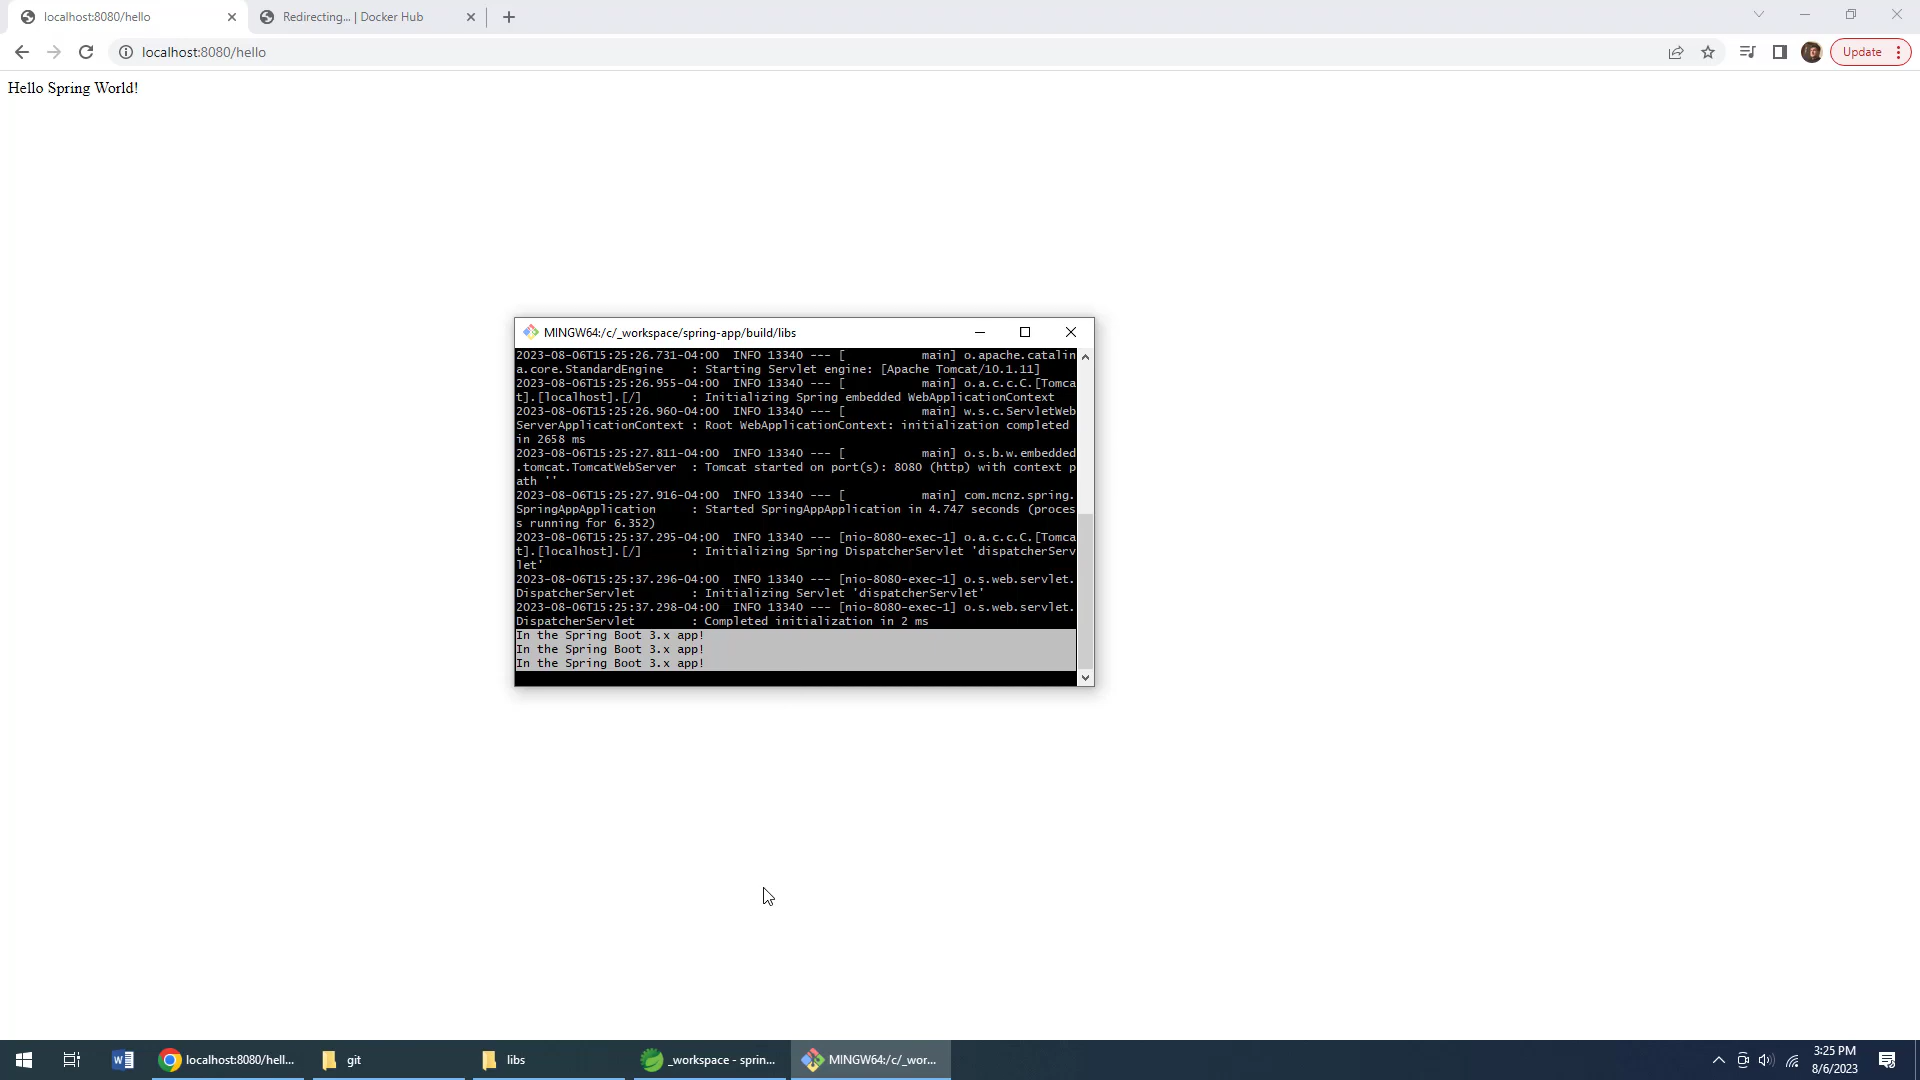 localhost:8080/hello
Redirecting... | Docker Hub
localhost:8080/hello
Update
Hello Spring World!
MINGW64:/c/_workspace/spring-app/build/libs
2023-08-06T15:25:26.731-04:00  INFO 13340 --- [           main] o.apache.catalin
a.core.StandardEngine    : Starting Servlet engine: [Apache Tomcat/10.1.11]
2023-08-06T15:25:26.955-04:00  INFO 13340 --- [           main] o.a.c.c.C.[Tomca
t].[localhost].[/]       : Initializing Spring embedded WebApplicationContext
2023-08-06T15:25:26.960-04:00  INFO 13340 --- [           main] w.s.c.ServletWeb
ServerApplicationContext : Root WebApplicationContext: initialization completed
in 2658 ms
2023-08-06T15:25:27.811-04:00  INFO 13340 --- [           main] o.s.b.w.embedded
.tomcat.TomcatWebServer  : Tomcat started on port(s): 8080 (http) with context p
ath ''
2023-08-06T15:25:27.916-04:00  INFO 13340 --- [           main] com.mcnz.spring.
SpringAppApplication     : Started SpringAppApplication in 4.747 seconds (proces
s running for 6.352)
2023-08-06T15:25:37.295-04:00  INFO 13340 --- [nio-8080-exec-1] o.a.c.c.C.[Tomca
t].[localhost].[/]       : Initializing Spring DispatcherServlet 'dispatcherServ
let'
2023-08-06T15:25:37.296-04:00  INFO 13340 --- [nio-8080-exec-1] o.s.web.servlet.
DispatcherServlet        : Initializing Servlet 'dispatcherServlet'
2023-08-06T15:25:37.298-04:00  INFO 13340 --- [nio-8080-exec-1] o.s.web.servlet.
DispatcherServlet        : Completed initialization in 2 ms
In the Spring Boot 3.x app!
In the Spring Boot 3.x app!
In the Spring Boot 3.x app!
localhost:8080/hell...
git
libs
_workspace - sprin...
MINGW64:/c/_wor...
3:25 PM
8/6/2023